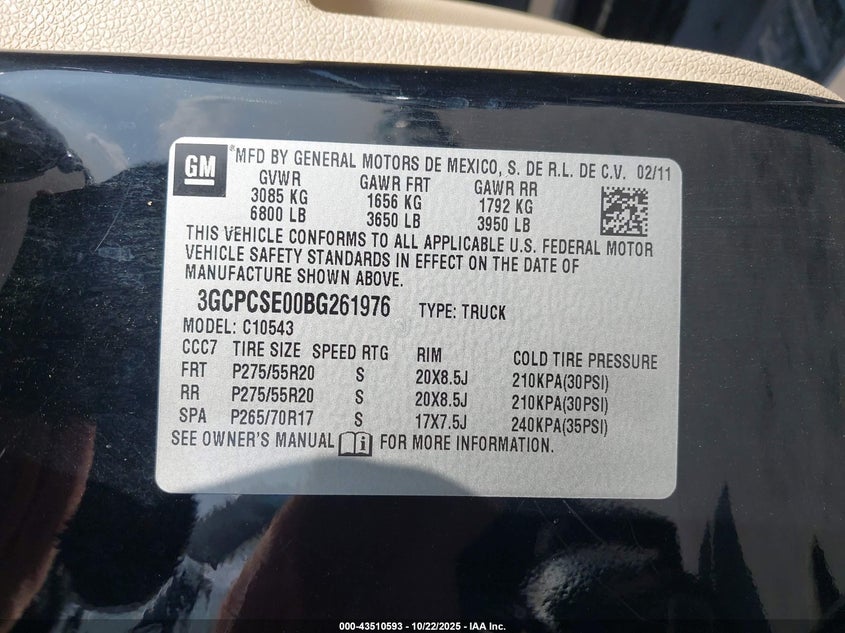 GM
*MFD BY GENERAL MOTORS DE MEXICO, S. DE R.L. DE C.V. 02/11
GVWR GAWR FRT GAWR RR
3085 KG 1656 KG 1792 KG
6800 LB 3650 LB 3950 LB
THIS VEHICLE CONFORMS TO ALL APPLICABLE U.S. FEDERAL MOTOR
VEHICLE SAFETY STANDARDS IN EFFECT ON THE DATE OF
MANUFACTURE SHOWN ABOVE.
3GCPCSE00BG261976 TYPE: TRUCK
MODEL: C10543
CCC7 TIRE SIZE SPEED RTG RIM COLD TIRE PRESSURE
FRT P275/55R20 S 20X8.5J 210KPA(30PSI)
RR P275/55R20 S 20X8.5J 210KPA(30PSI)
SPA P265/70R17 S 17X7.5J 240KPA(35PSI)
SEE OWNER'S MANUAL i FOR MORE INFORMATION.
000-43510593 - 10/22/2025 - IAA Inc.